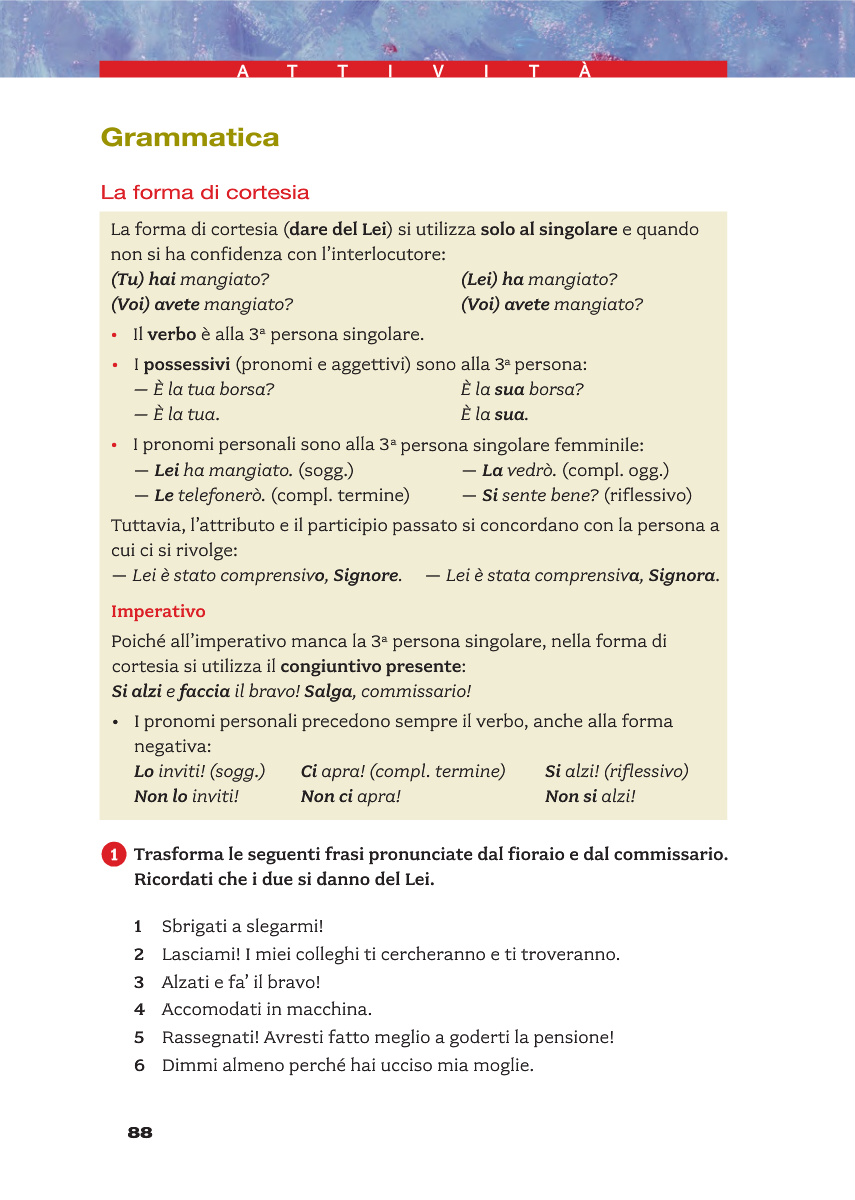 ATTIVITÀ
Grammatica
La forma di cortesia
La forma di cortesia (dare del Lei) si utilizza solo al singolare e quando
non si ha confidenza con l’interlocutore:
(Tu) hai mangiato? (Lei) ha mangiato?
(Voi) avete mangiato? (Voi) avete mangiato?
• Il verbo è alla 3ª persona singolare.
• I possessivi (pronomi e aggettivi) sono alla 3ª persona:
— È la tua borsa? È la sua borsa?
— È la tua. È la sua.
• I pronomi personali sono alla 3ª persona singolare femminile:
— Lei ha mangiato. (sogg.) — La vedrò. (compl. ogg.)
— Le telefonerò. (compl. termine) — Si sente bene? (riflessivo)
Tuttavia, l’attributo e il participio passato si concordano con la persona a
cui ci si rivolge:
— Lei è stato comprensivo, Signore. — Lei è stata comprensiva, Signora.
Imperativo
Poiché all’imperativo manca la 3ª persona singolare, nella forma di
cortesia si utilizza il congiuntivo presente:
Si alzi e faccia il bravo! Salga, commissario!
• I pronomi personali precedono sempre il verbo, anche alla forma
negativa:
Lo inviti! (sogg.) Ci apra! (compl. termine) Si alzi! (riflessivo)
Non lo inviti! Non ci apra! Non si alzi!
1 Trasforma le seguenti frasi pronunciate dal fioraio e dal commissario.
Ricordati che i due si danno del Lei.
1 Sbrigati a slegarmi!
2 Lasciami! I miei colleghi ti cercheranno e ti troveranno.
3 Alzati e fa’ il bravo!
4 Accomodati in macchina.
5 Rassegnati! Avresti fatto meglio a goderti la pensione!
6 Dimmi almeno perché hai ucciso mia moglie.
88